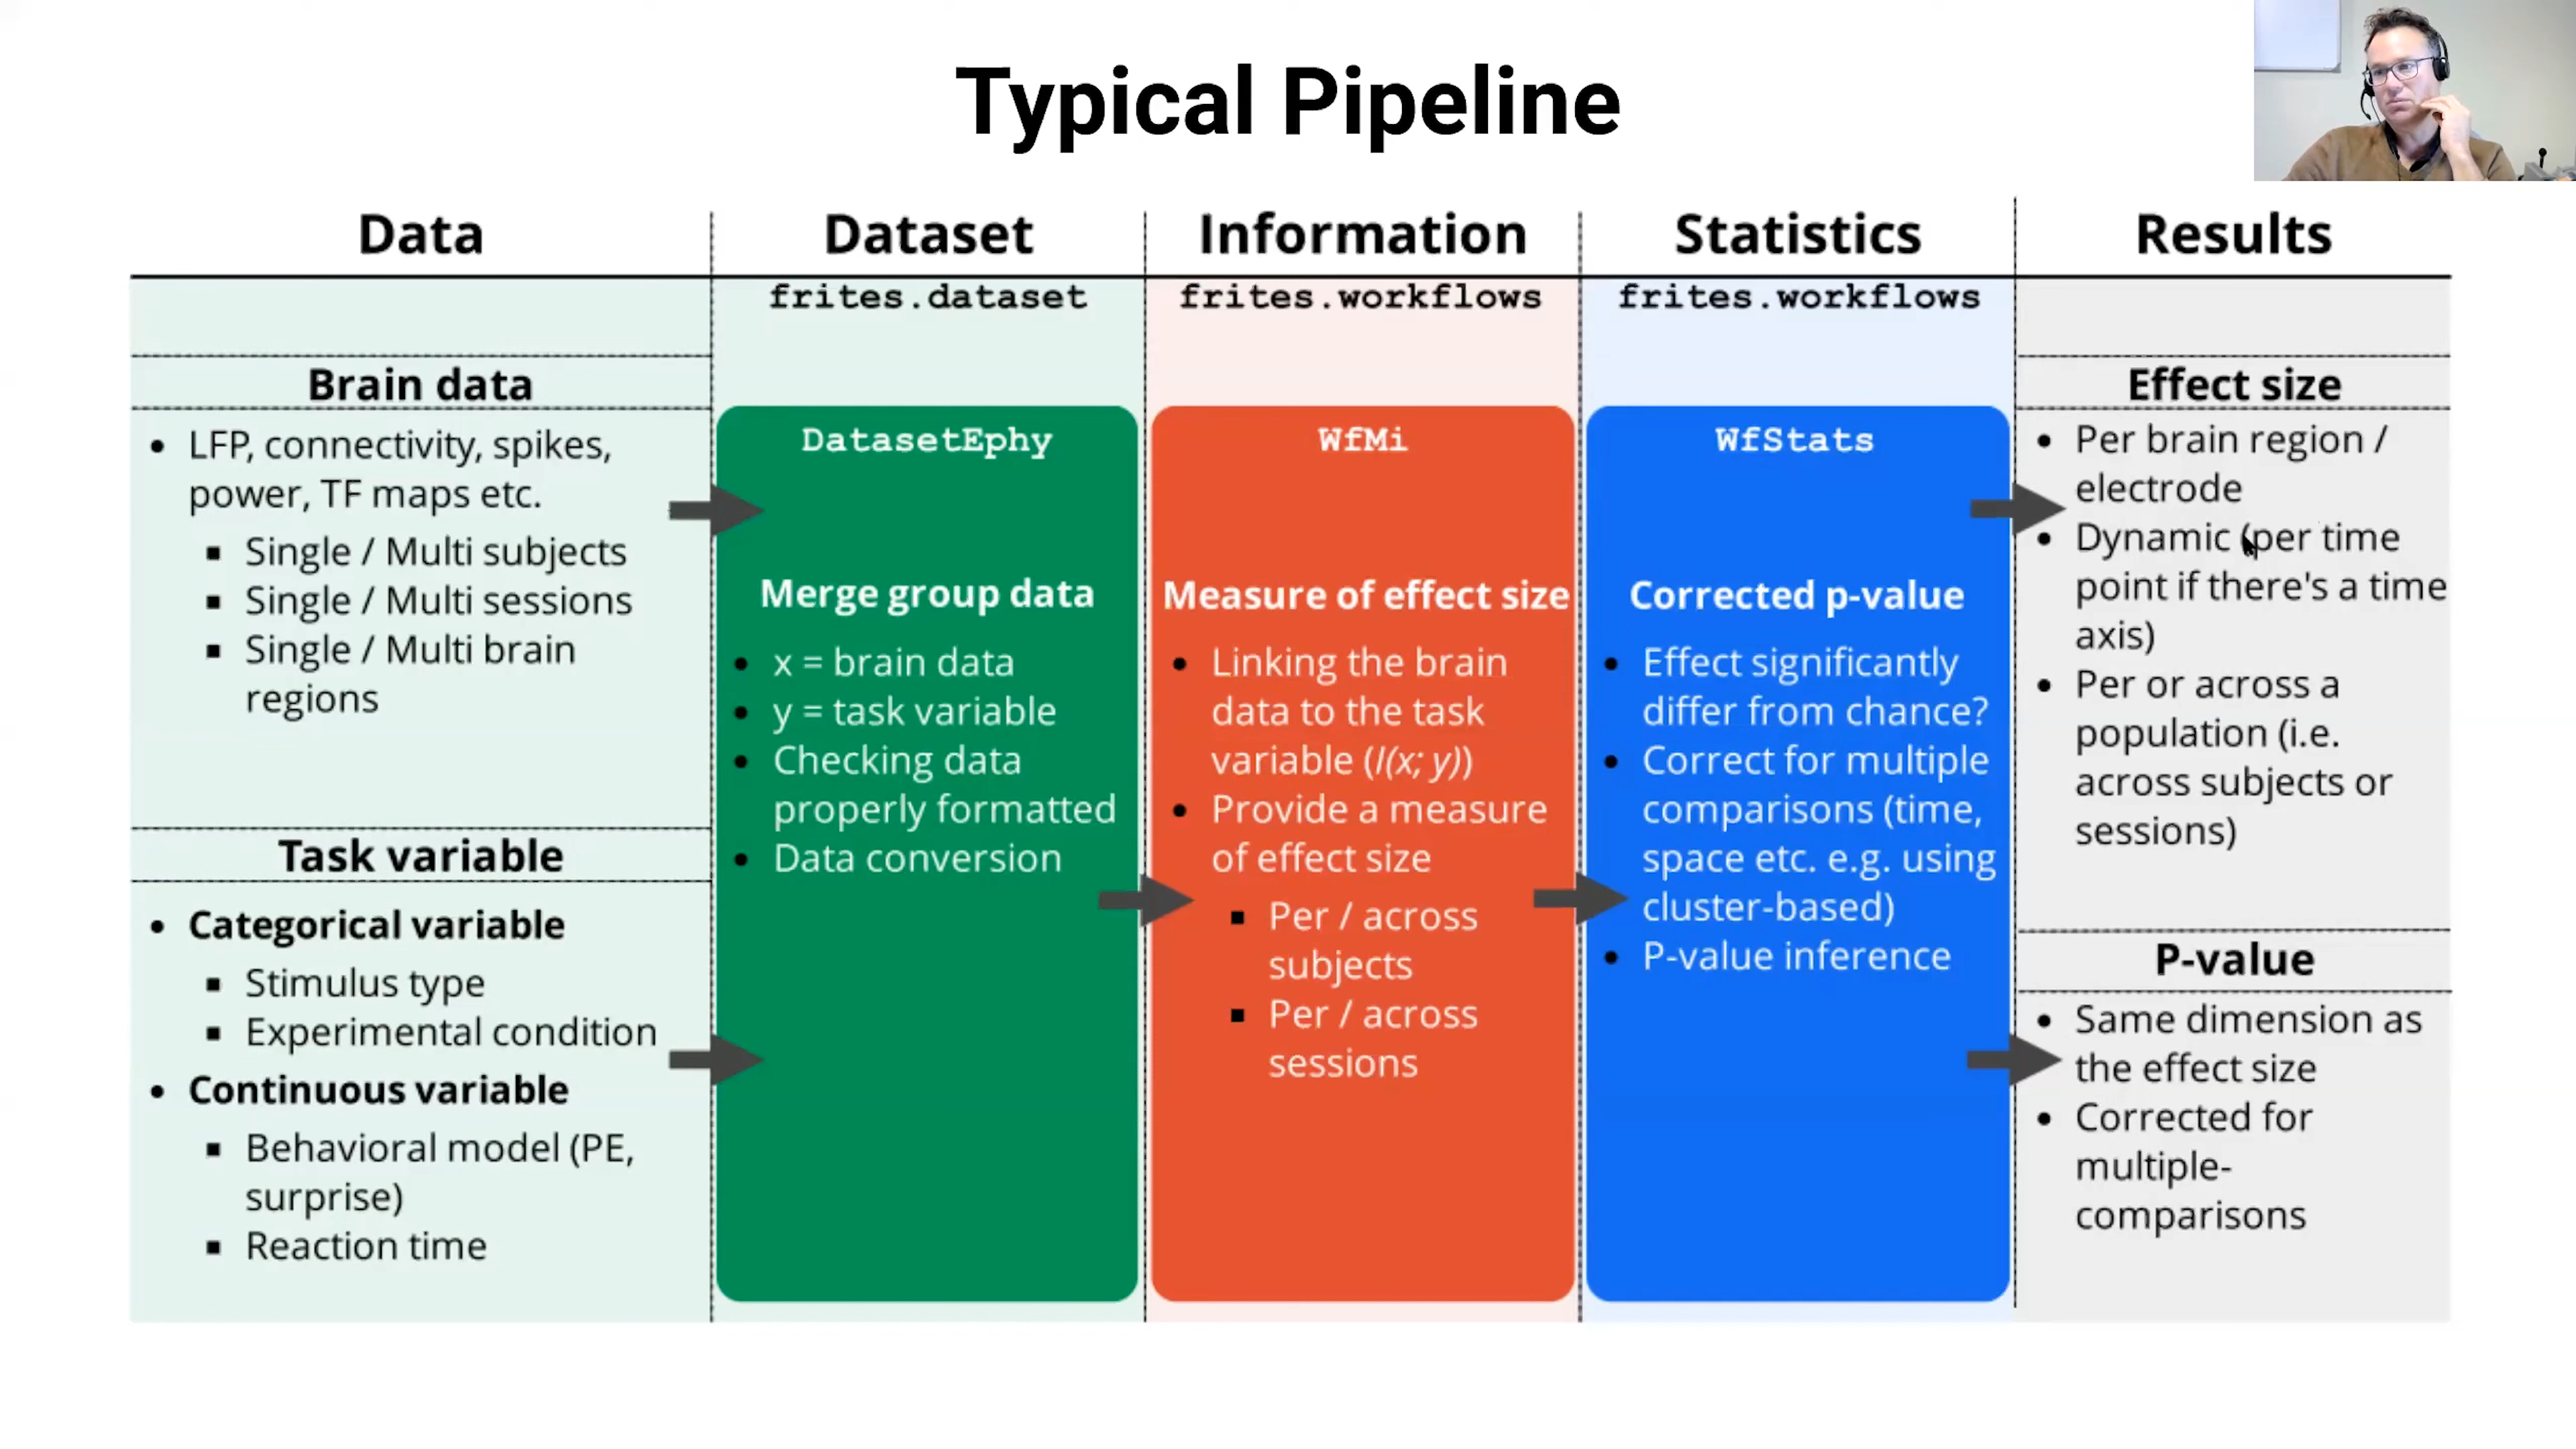 Typical Pipeline
Data
Dataset
Information
Statistics
Results
frites.dataset
frites.workflows
frites.workflows
Brain data
• LFP, connectivity, spikes,
power, TF maps etc.
▪ Single / Multi subjects
▪ Single / Multi sessions
▪ Single / Multi brain
regions
Task variable
• Categorical variable
▪ Stimulus type
▪ Experimental condition
• Continuous variable
▪ Behavioral model (PE,
surprise)
▪ Reaction time
DatasetEphy
Merge group data
• x = brain data
• y = task variable
• Checking data
properly formatted
• Data conversion
WfMi
Measure of effect size
• Linking the brain
data to the task
variable (I(x; y))
• Provide a measure
of effect size
▪ Per / across
subjects
▪ Per / across
sessions
WfStats
Corrected p-value
• Effect significantly
differ from chance?
• Correct for multiple
comparisons (time,
space etc. e.g. using
cluster-based)
• P-value inference
Effect size
• Per brain region /
electrode
• Dynamic (per time
point if there's a time
axis)
• Per or across a
population (i.e.
across subjects or
sessions)
P-value
• Same dimension as
the effect size
• Corrected for
multiple-
comparisons